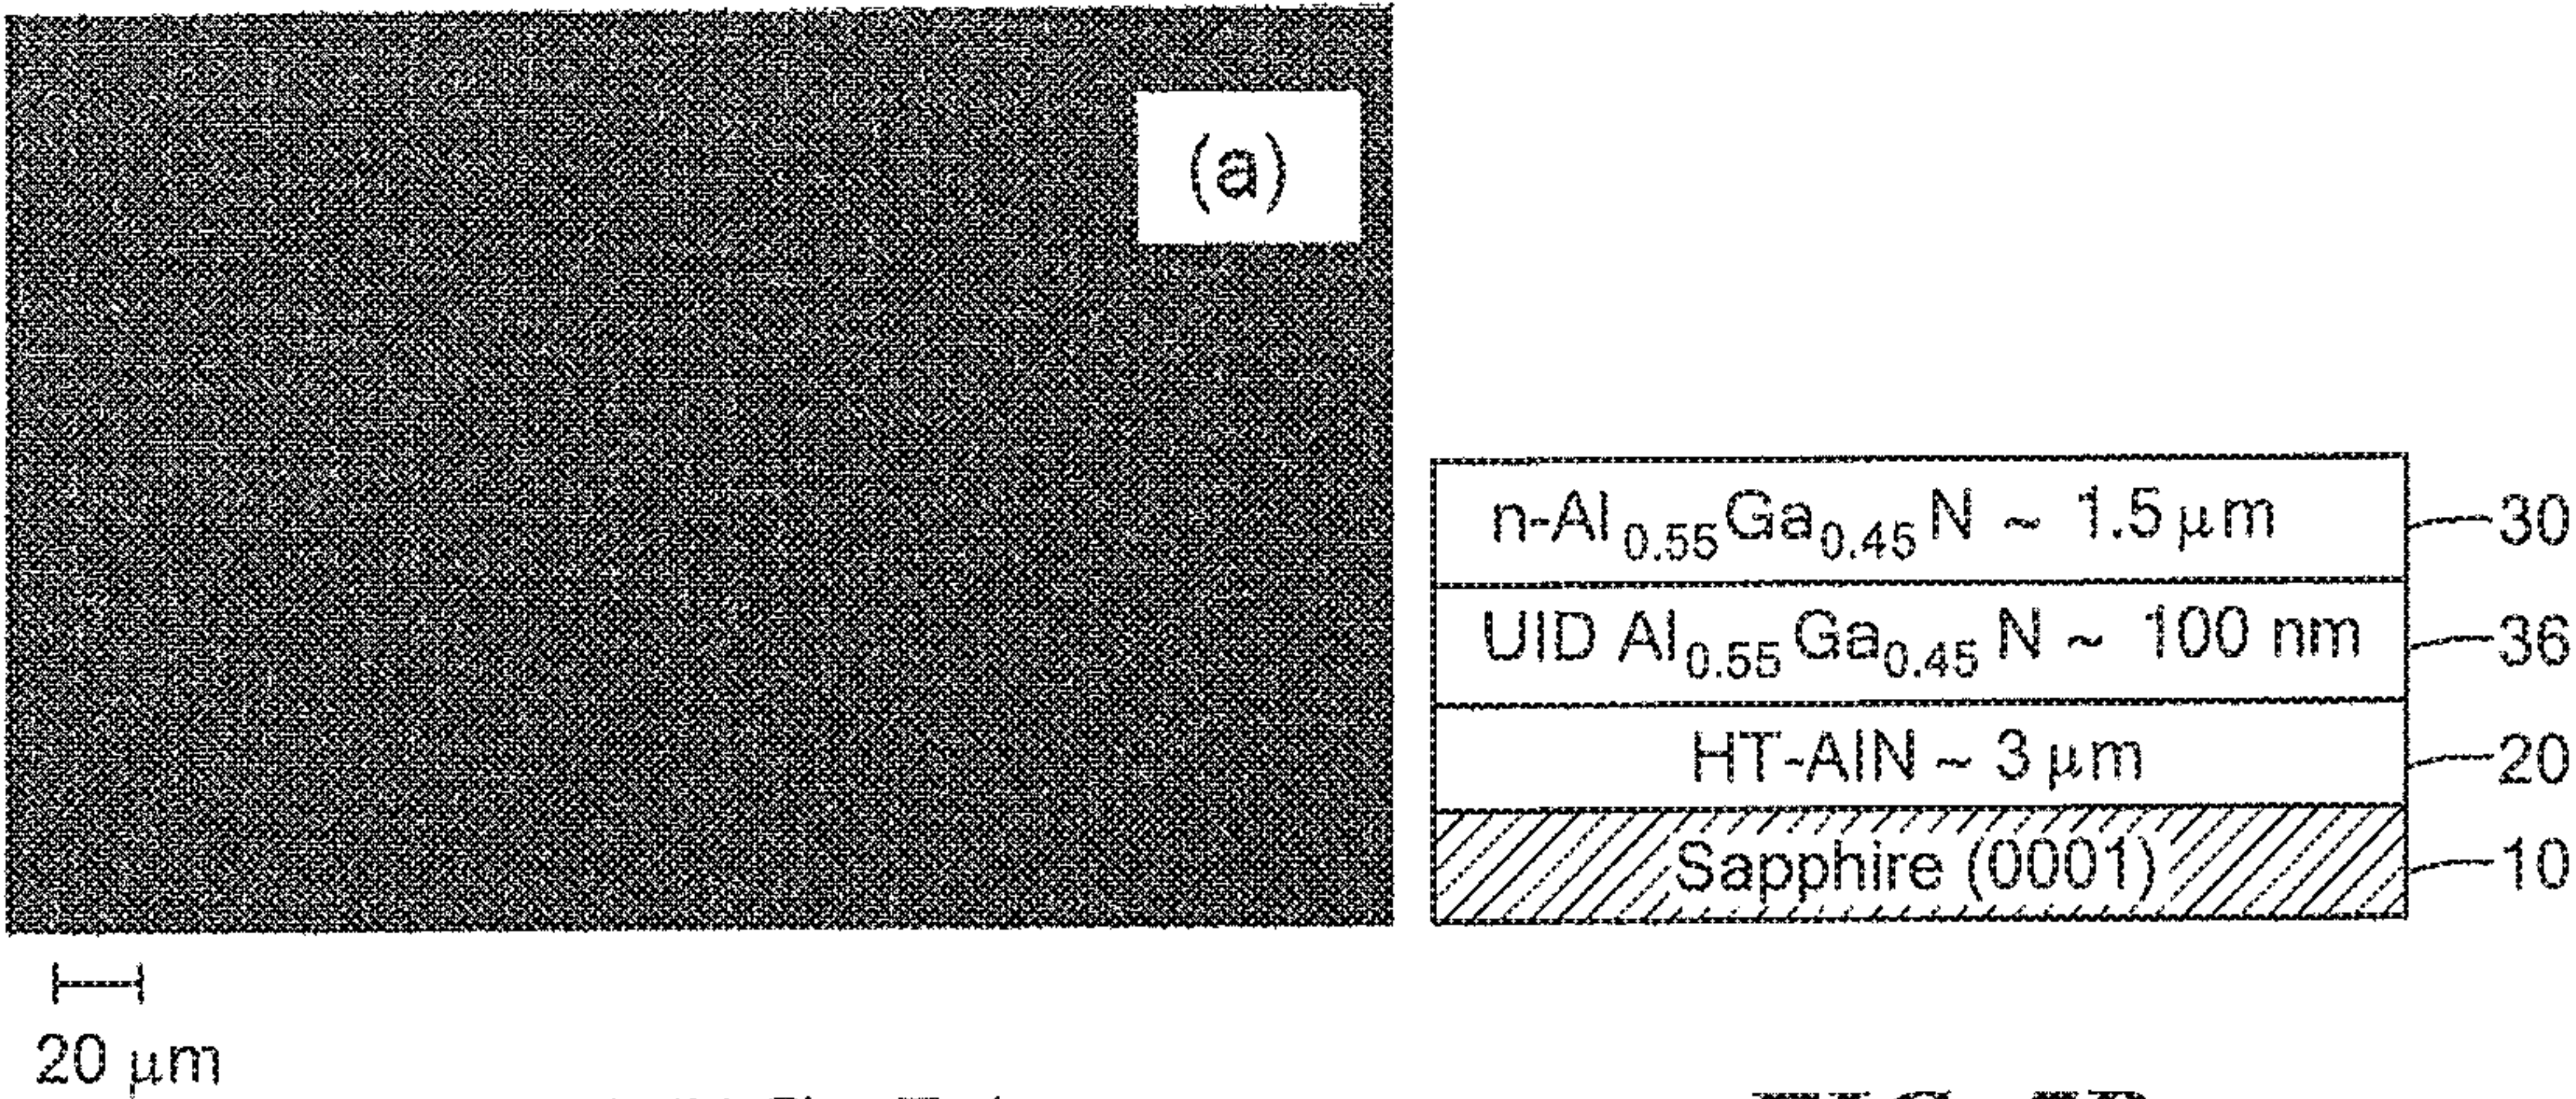 (a)
n-Al0.55Ga0.45N ~ 1.5 μm
30
UID Al0.55Ga0.45N ~ 100 nm
36
HT-AlN ~ 3 μm
20
Sapphire (0001)
10
20 μm